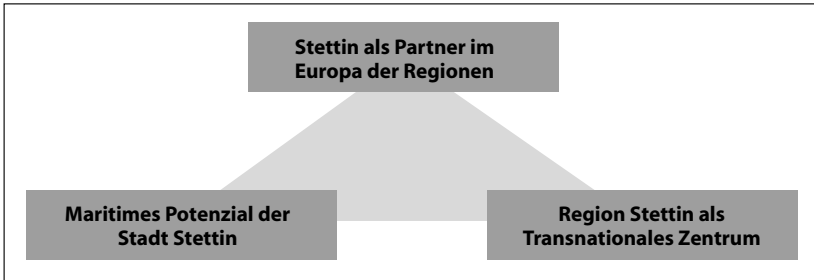 Stettin als Partner im
Europa der Regionen
Maritimes Potenzial der
Stadt Stettin
Region Stettin als
Transnationales Zentrum